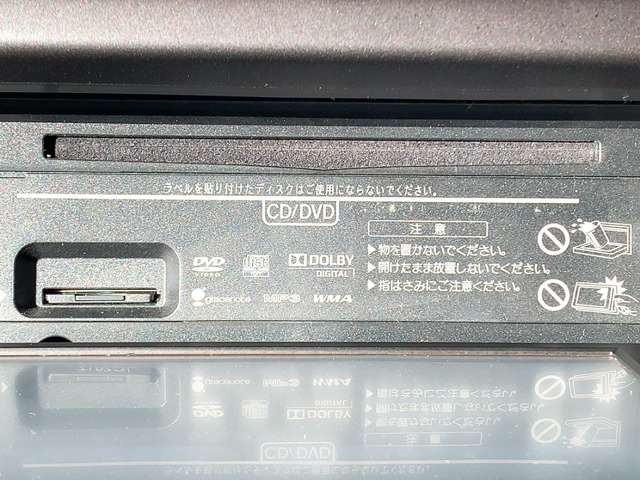 ラベルを貼り付けたディスクはご使用にならないでください。
CD/DVD
注 意
▶物を置かないでください。
▶開けたまま放置しないでください。
▶指はさみにご注意ください。
DVD VIDEO
DOLBY DIGITAL
gracenote MP3 WMA